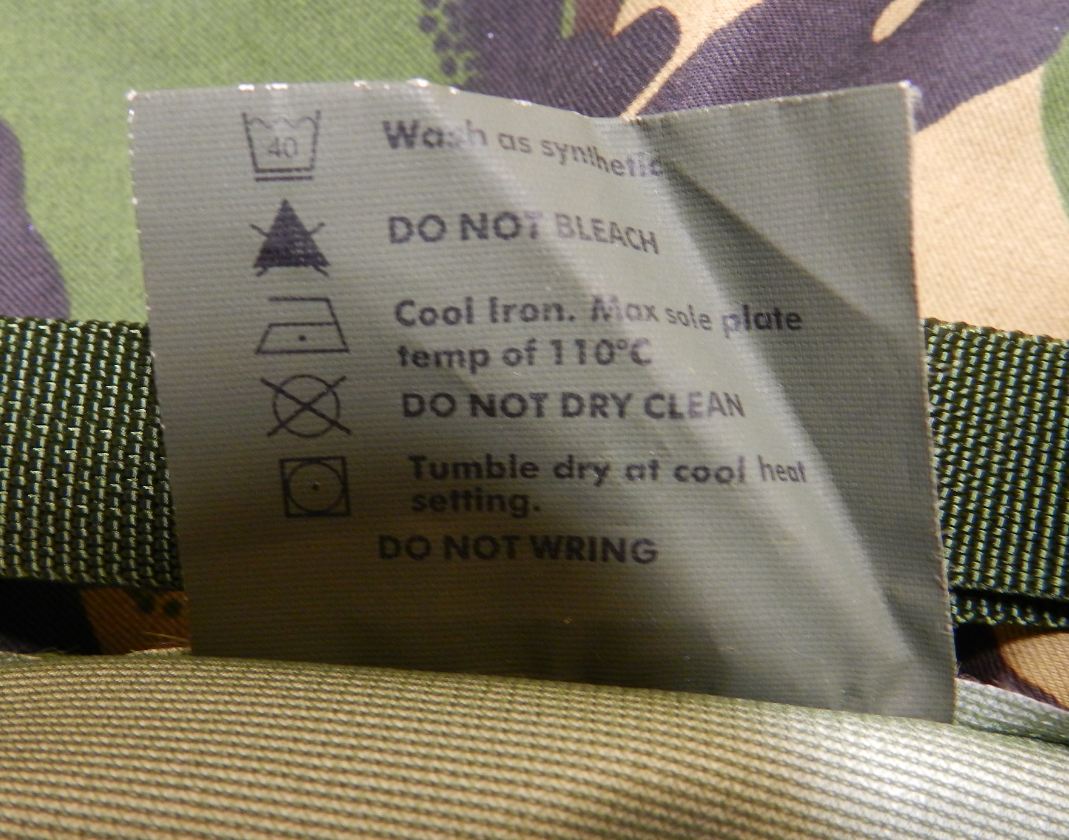 40
Wash as synthetic
DO NOT BLEACH
Cool Iron. Max sole plate
temp of 110°C
DO NOT DRY CLEAN
Tumble dry at cool heat
setting.
DO NOT WRING